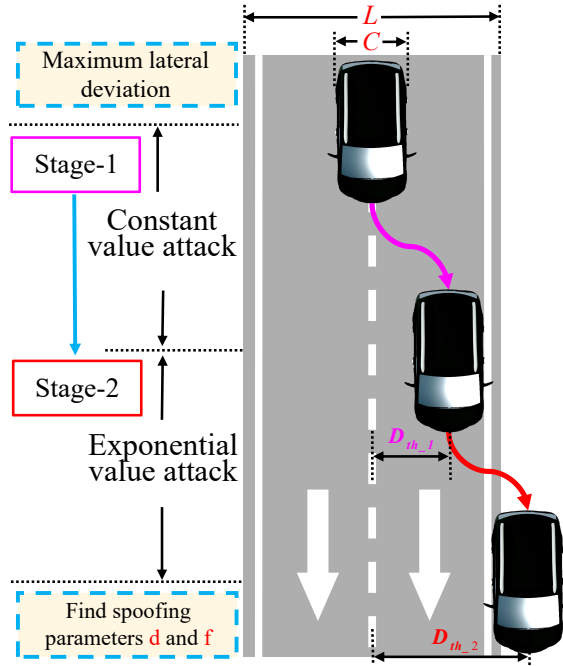 L
C
Maximum lateral
deviation
Stage-1
Constant
value attack
Stage-2
D_th_1
Exponential
value attack
Find spoofing
parameters d and f
D_th_2